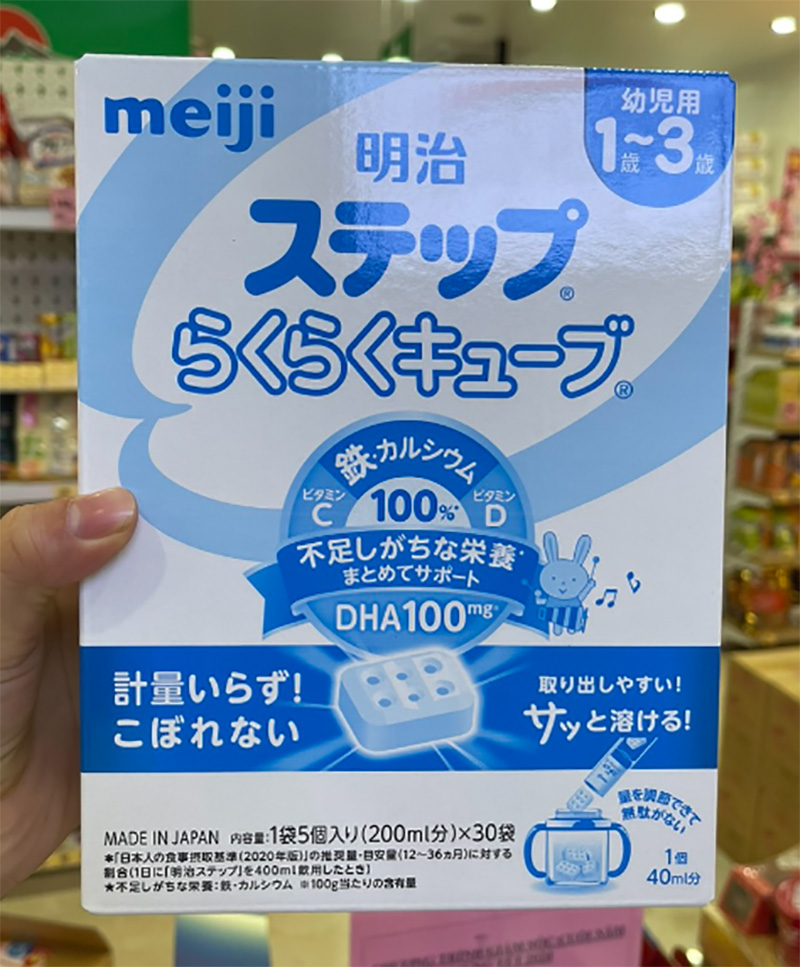 meiji
幼児用
1歳~3歳
明治
ステップ®
らくらくキューブ®
鉄・カルシウム
ビタミン C
100%*
ビタミン D
不足しがちな栄養★
まとめてサポート
DHA100mg※
計量いらず!
こぼれない
取り出しやすい!
サッと溶ける!
量を調節できて
無駄がない
1個
40ml分
MADE IN JAPAN 内容量:1袋5個入り(200ml分)×30袋
*「日本人の食事摂取基準(2020年版)」の推奨量・目安量(12~36ヵ月)に対する
割合(1日に「明治ステップ」を400ml飲用したとき)
★不足しがちな栄養:鉄・カルシウム ※100g当たりの含有量